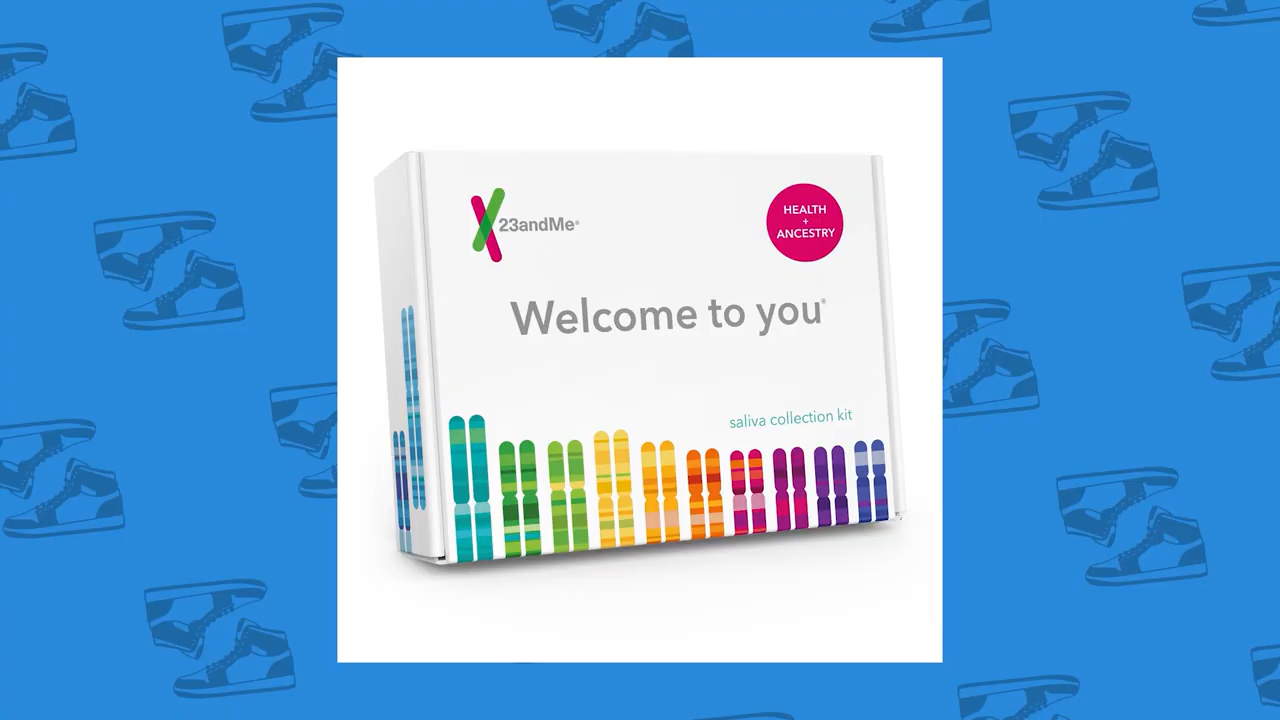 23andMe®
HEALTH
+
ANCESTRY
Welcome to you®
saliva collection kit